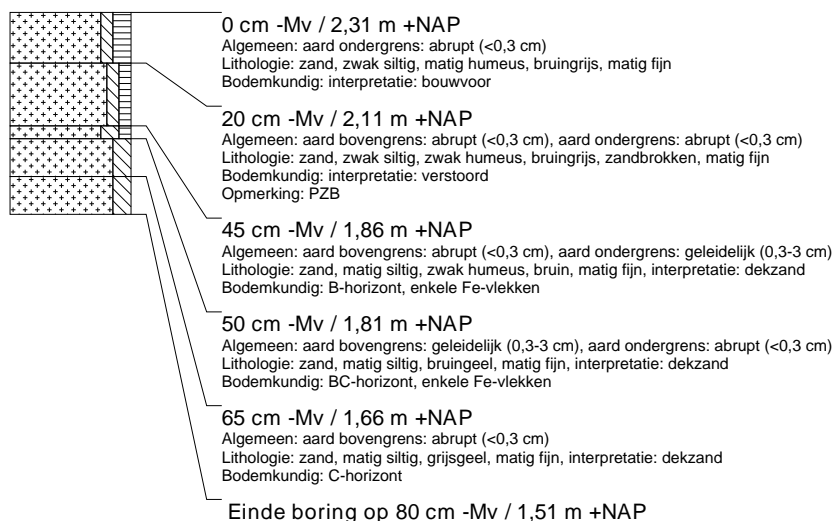 0 cm -Mv / 2,31 m +NAP
Algemeen: aard ondergrens: abrupt (<0,3 cm)
Lithologie: zand, zwak siltig, matig humeus, bruingrijs, matig fijn
Bodemkundig: interpretatie: bouwvoor
20 cm -Mv / 2,11 m +NAP
Algemeen: aard bovengrens: abrupt (<0,3 cm), aard ondergrens: abrupt (<0,3 cm)
Lithologie: zand, zwak siltig, zwak humeus, bruingrijs, zandbrokken, matig fijn
Bodemkundig: interpretatie: verstoord
Opmerking: PZB
45 cm -Mv / 1,86 m +NAP
Algemeen: aard bovengrens: abrupt (<0,3 cm), aard ondergrens: geleidelijk (0,3-3 cm)
Lithologie: zand, matig siltig, zwak humeus, bruin, matig fijn, interpretatie: dekzand
Bodemkundig: B-horizont, enkele Fe-vlekken
50 cm -Mv / 1,81 m +NAP
Algemeen: aard bovengrens: geleidelijk (0,3-3 cm), aard ondergrens: abrupt (<0,3 cm)
Lithologie: zand, matig siltig, bruingeel, matig fijn, interpretatie: dekzand
Bodemkundig: BC-horizont, enkele Fe-vlekken
65 cm -Mv / 1,66 m +NAP
Algemeen: aard bovengrens: abrupt (<0,3 cm)
Lithologie: zand, matig siltig, grijsgeel, matig fijn, interpretatie: dekzand
Bodemkundig: C-horizont
Einde boring op 80 cm -Mv / 1,51 m +NAP